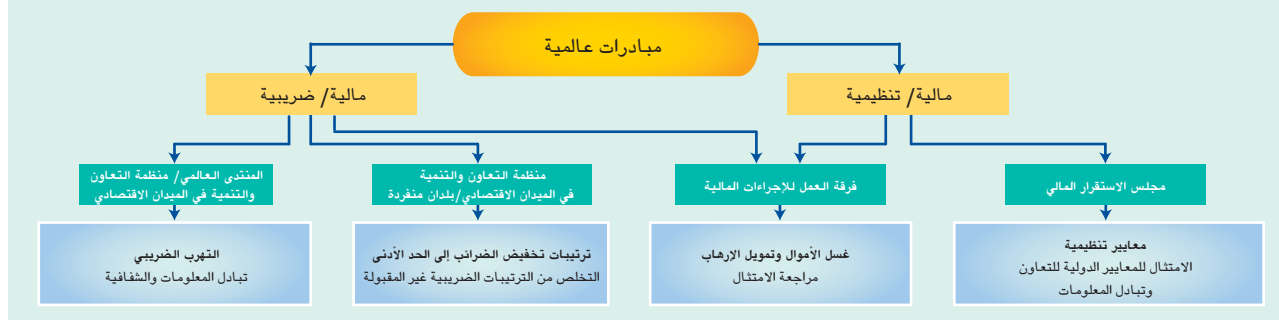 مبادرات عالمية
مالية/ تنظيمية
مالية/ ضريبية
مجلس الاستقرار المالي
فرقة العمل للإجراءات المالية
منظمة التعاون والتنمية
في الميدان الاقتصادي/بلدان منفردة
المنتدى العالمي/ منظمة التعاون
والتنمية في الميدان الاقتصادي
معايير تنظيمية
الامتثال للمعايير الدولية للتعاون
وتبادل المعلومات
غسل الأموال وتمويل الإرهاب
مراجعة الامتثال
ترتيبات تخفيض الضرائب إلى الحد الأدنى
التخلص من الترتيبات الضريبية غير المقبولة
التهرب الضريبي
تبادل المعلومات والشفافية